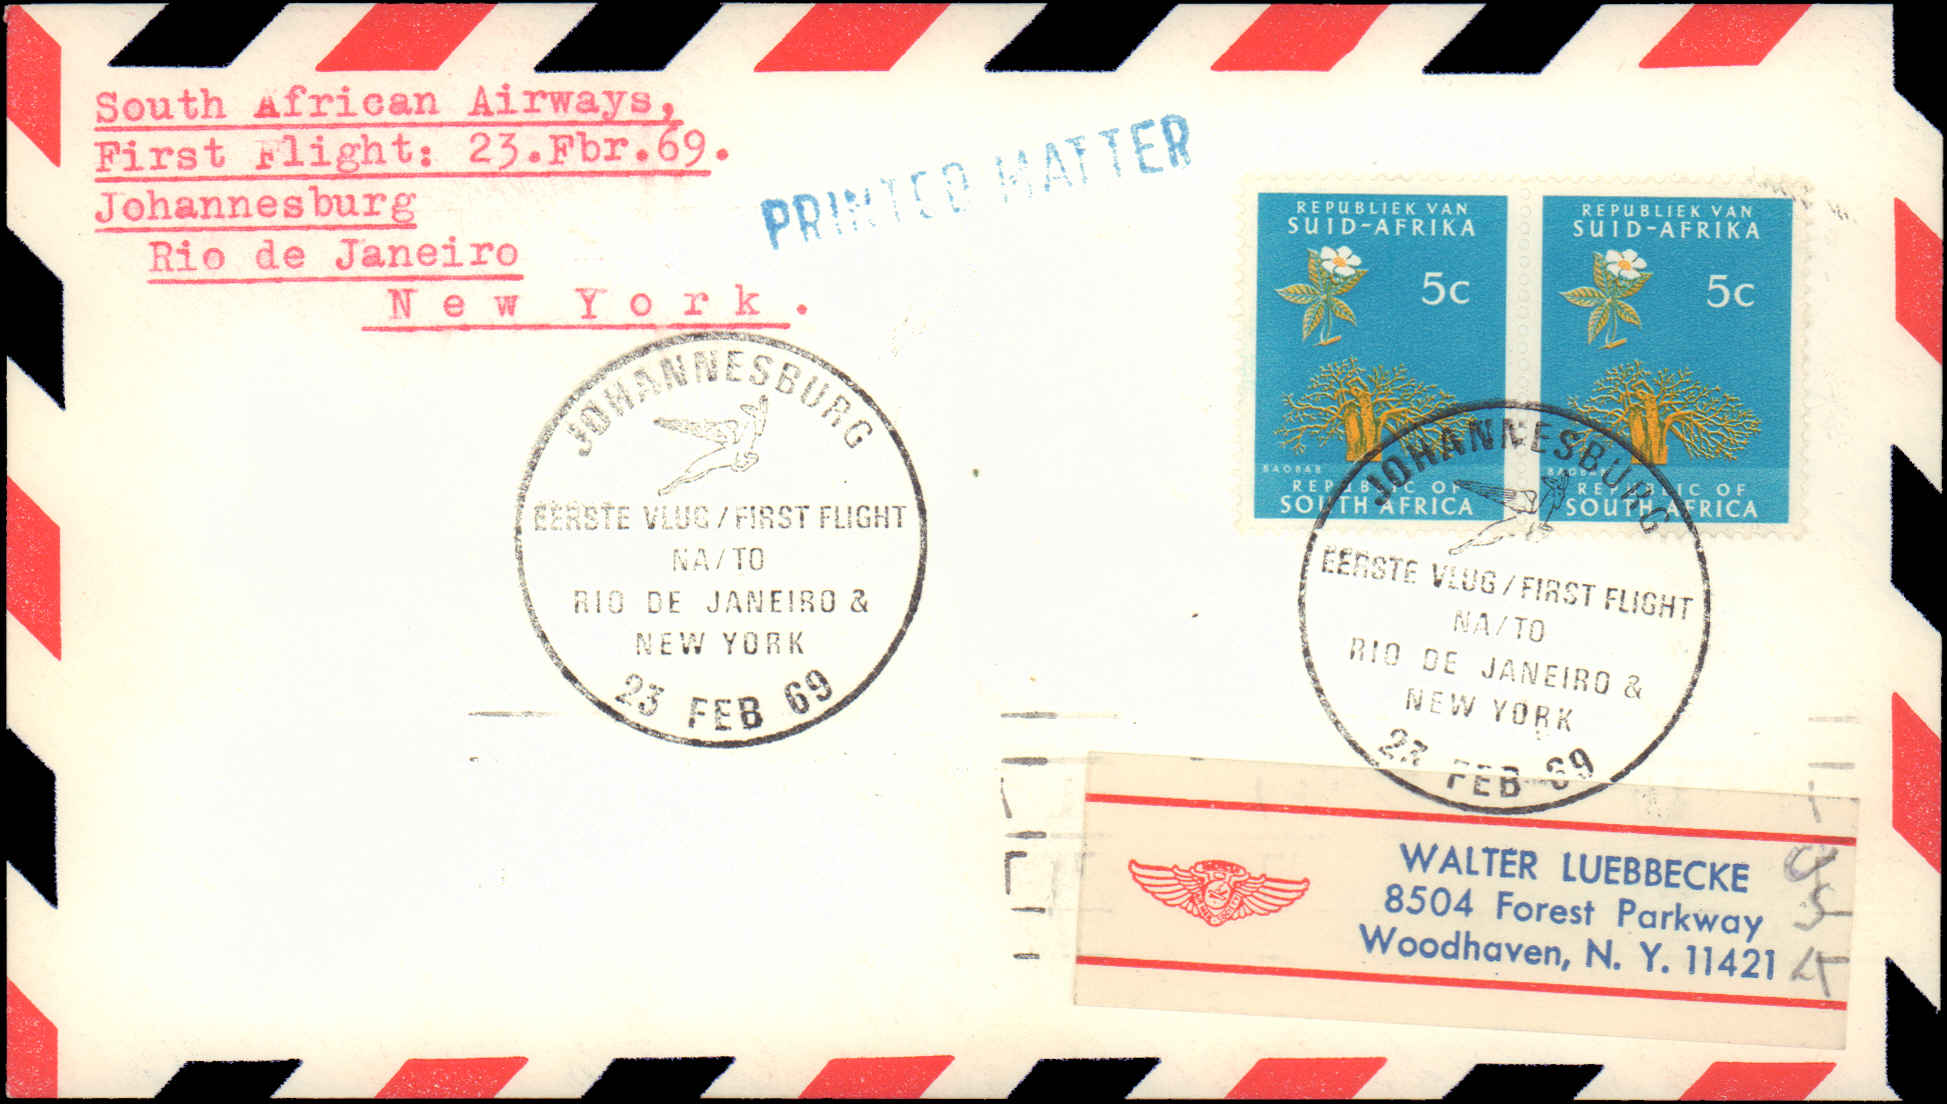 South African Airways,
First Flight: 23.Fbr.69.
Johannesburg
Rio de Janeiro
New York.
PRINTED MATTER
REPUBLIEK VAN
SUID-AFRIKA
5c
BAOBAB
REPUBLIC OF
SOUTH AFRICA
REPUBLIEK VAN
SUID-AFRIKA
5c
BAOBAB
REPUBLIC OF
SOUTH AFRICA
JOHANNESBURG
EERSTE VLUG/FIRST FLIGHT
NA/TO
RIO DE JANEIRO &
NEW YORK
23 FEB 69
JOHANNESBURG
EERSTE VLUG/FIRST FLIGHT
NA/TO
RIO DE JANEIRO &
NEW YORK
23 FEB 69
WALTER LUEBBECKE
8504 Forest Parkway
Woodhaven, N. Y. 11421